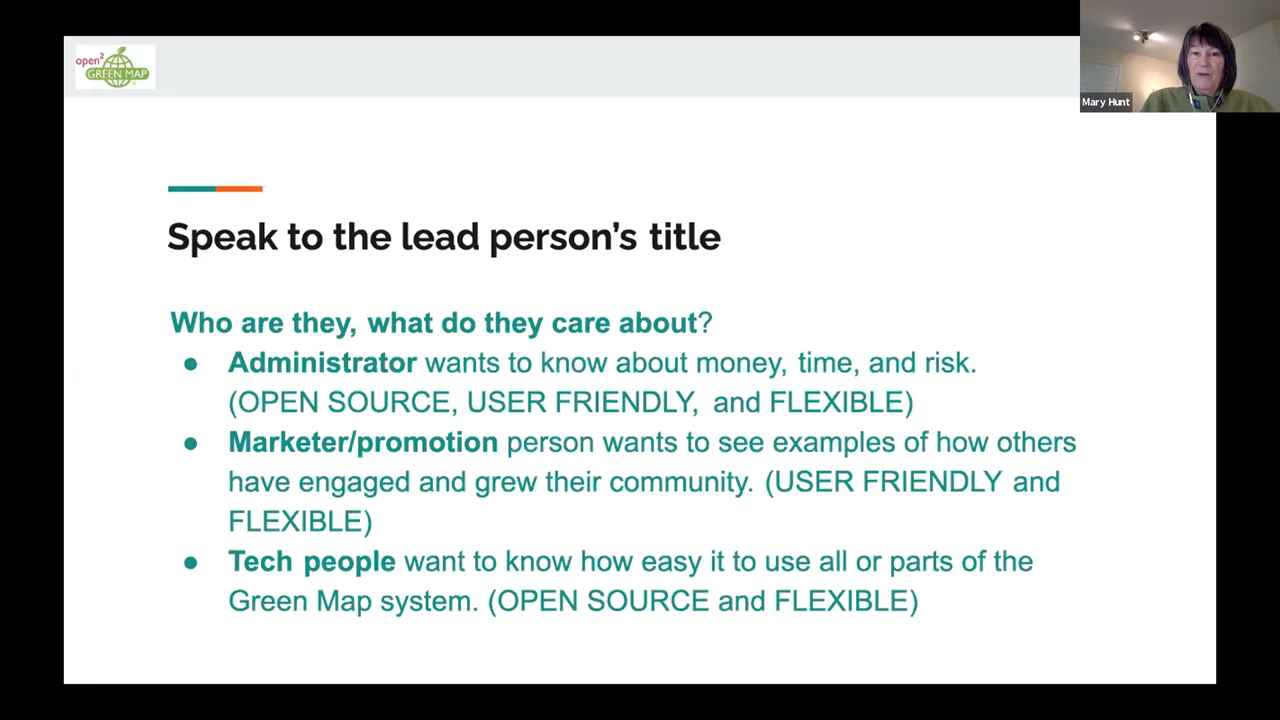 open²
GREEN MAP
Mary Hunt
Speak to the lead person's title
Who are they, what do they care about?
● Administrator wants to know about money, time, and risk.
(OPEN SOURCE, USER FRIENDLY, and FLEXIBLE)
● Marketer/promotion person wants to see examples of how others
have engaged and grew their community. (USER FRIENDLY and
FLEXIBLE)
● Tech people want to know how easy it to use all or parts of the
Green Map system. (OPEN SOURCE and FLEXIBLE)